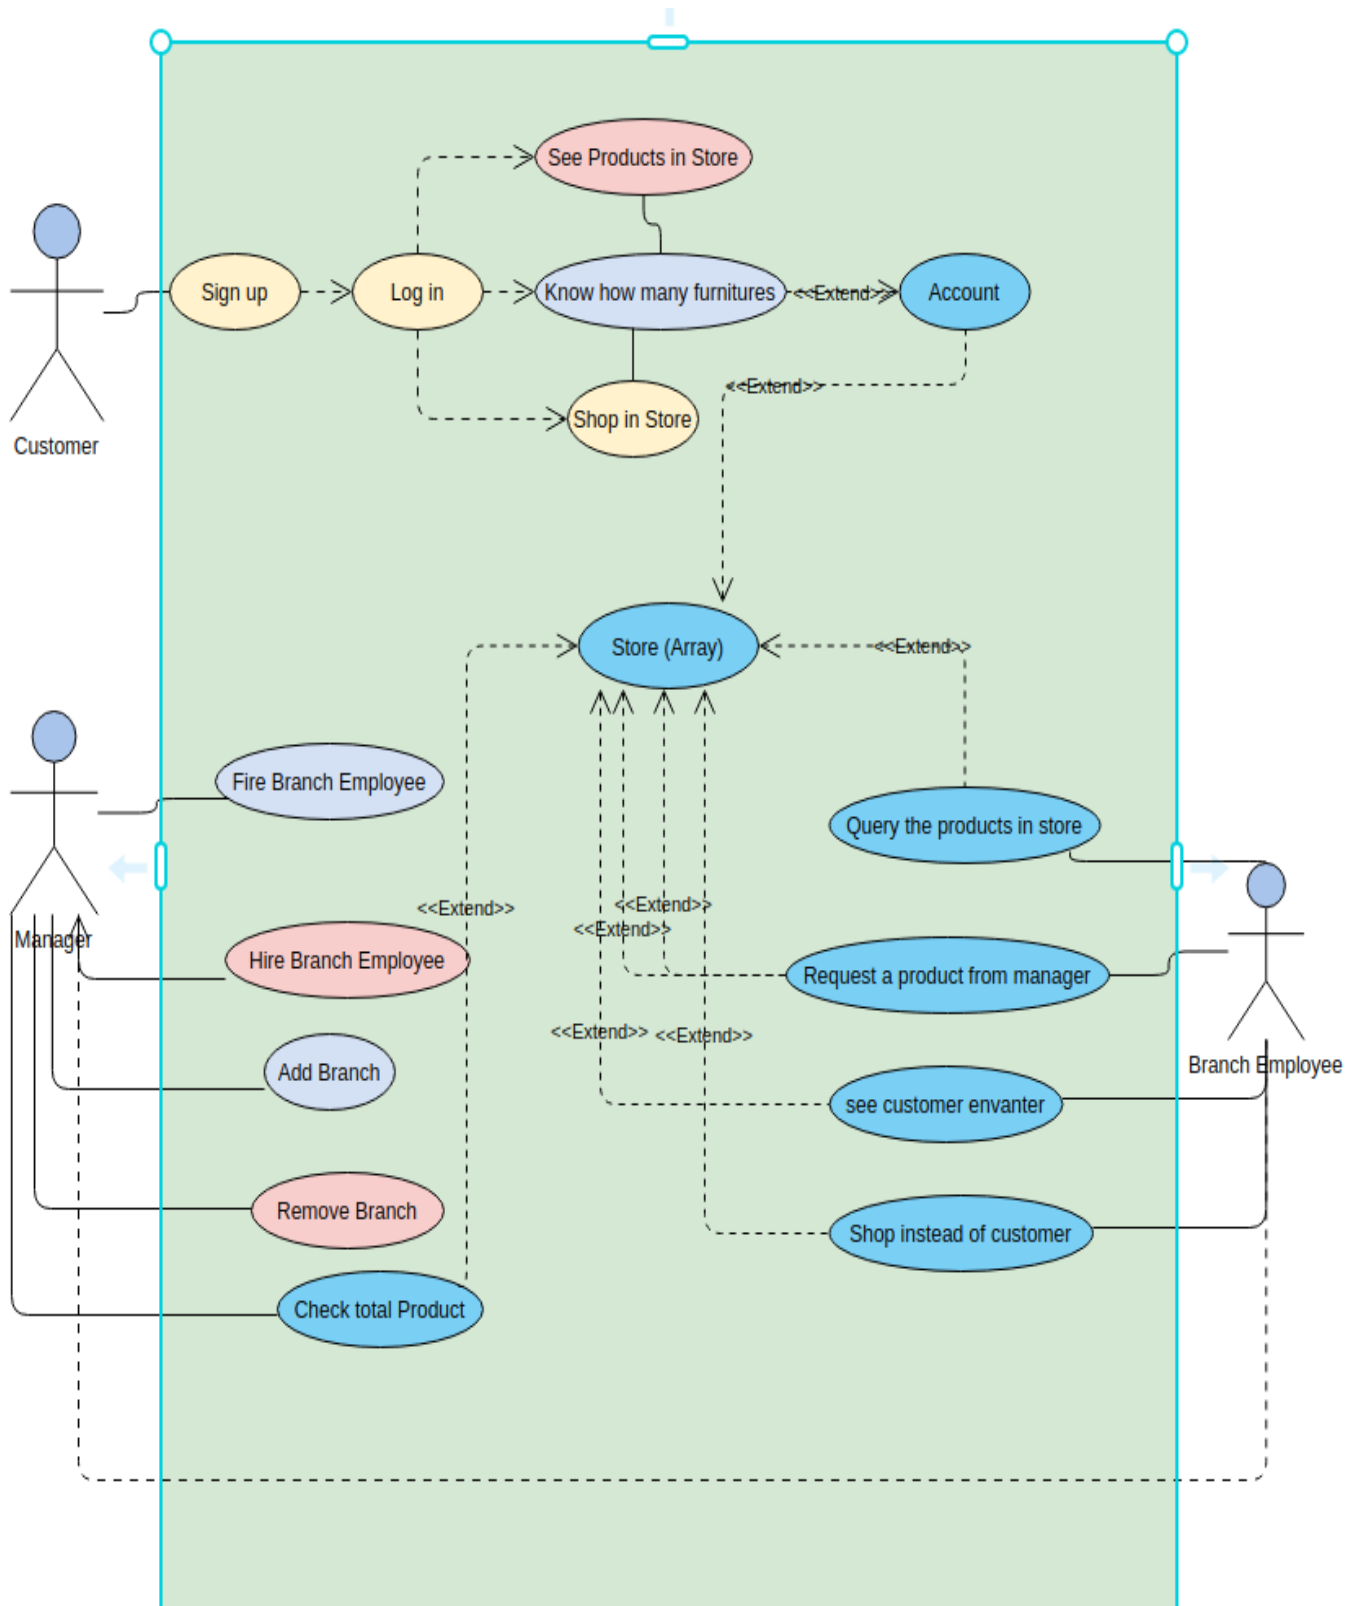 See Products in Store
Sign up
Log in
Know how many furnitures
<<Extend>>
Account
<<Extend>>
Shop in Store
Customer
Store (Array)
<<Extend>>
Fire Branch Employee
Query the products in store
<<Extend>>
<<Extend>>
<<Extend>>
Manager
Hire Branch Employee
Request a product from manager
<<Extend>>
<<Extend>>
Branch Employee
Add Branch
see customer envanter
Remove Branch
Shop instead of customer
Check total Product